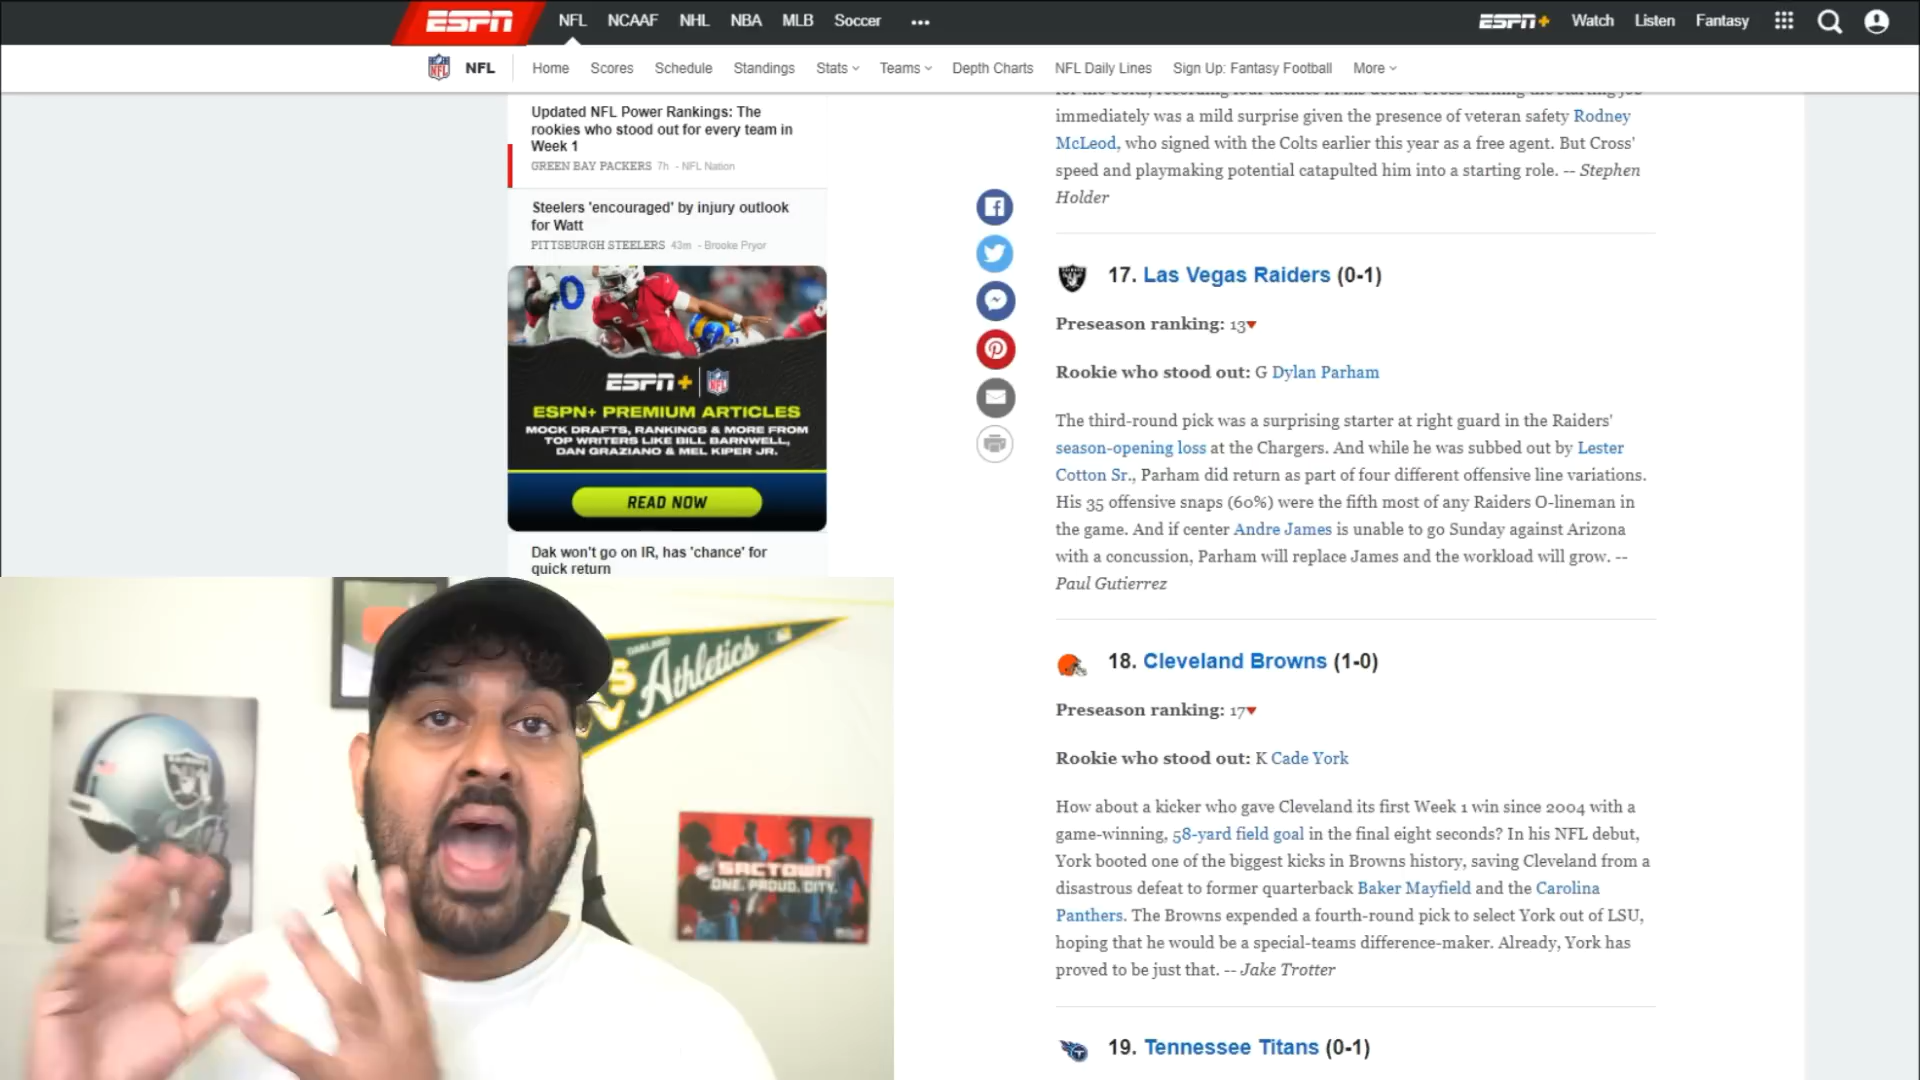 ESPN NFL NCAAF NHL NBA MLB Soccer ••• ESPN+ Watch Listen Fantasy
NFL Home Scores Schedule Standings Stats Teams Depth Charts NFL Daily Lines Sign Up: Fantasy Football More
Updated NFL Power Rankings: The
rookies who stood out for every team in
Week 1
GREEN BAY PACKERS 7h - NFL Nation
Steelers 'encouraged' by injury outlook
for Watt
PITTSBURGH STEELERS 43m - Brooke Pryor
ESPN+ NFL
ESPN+ PREMIUM ARTICLES
MOCK DRAFTS, RANKINGS & MORE FROM
TOP WRITERS LIKE BILL BARNWELL,
DAN GRAZIANO & MEL KIPER JR.
READ NOW
Dak won't go on IR, has 'chance' for
quick return
immediately was a mild surprise given the presence of veteran safety Rodney
McLeod, who signed with the Colts earlier this year as a free agent. But Cross'
speed and playmaking potential catapulted him into a starting role. -- Stephen
Holder
17. Las Vegas Raiders (0-1)
Preseason ranking: 13
Rookie who stood out: G Dylan Parham
The third-round pick was a surprising starter at right guard in the Raiders'
season-opening loss at the Chargers. And while he was subbed out by Lester
Cotton Sr., Parham did return as part of four different offensive line variations.
His 35 offensive snaps (60%) were the fifth most of any Raiders O-lineman in
the game. And if center Andre James is unable to go Sunday against Arizona
with a concussion, Parham will replace James and the workload will grow. --
Paul Gutierrez
18. Cleveland Browns (1-0)
Preseason ranking: 17
Rookie who stood out: K Cade York
How about a kicker who gave Cleveland its first Week 1 win since 2004 with a
game-winning, 58-yard field goal in the final eight seconds? In his NFL debut,
York booted one of the biggest kicks in Browns history, saving Cleveland from a
disastrous defeat to former quarterback Baker Mayfield and the Carolina
Panthers. The Browns expended a fourth-round pick to select York out of LSU,
hoping that he would be a special-teams difference-maker. Already, York has
proved to be just that. -- Jake Trotter
19. Tennessee Titans (0-1)
OAKLAND
Athletics
RAIDERS
SACTOWN
ONE. PROUD. CITY.